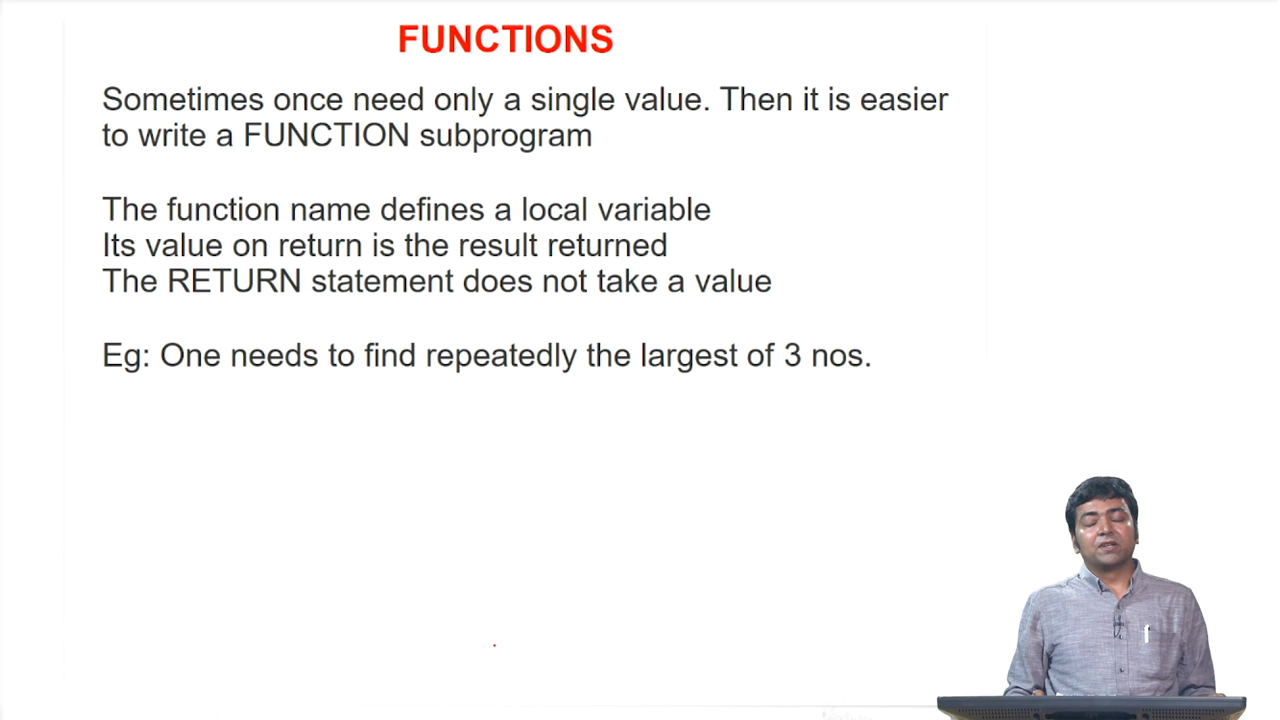 FUNCTIONS
Sometimes once need only a single value. Then it is easier
to write a FUNCTION subprogram
The function name defines a local variable
Its value on return is the result returned
The RETURN statement does not take a value
Eg: One needs to find repeatedly the largest of 3 nos.